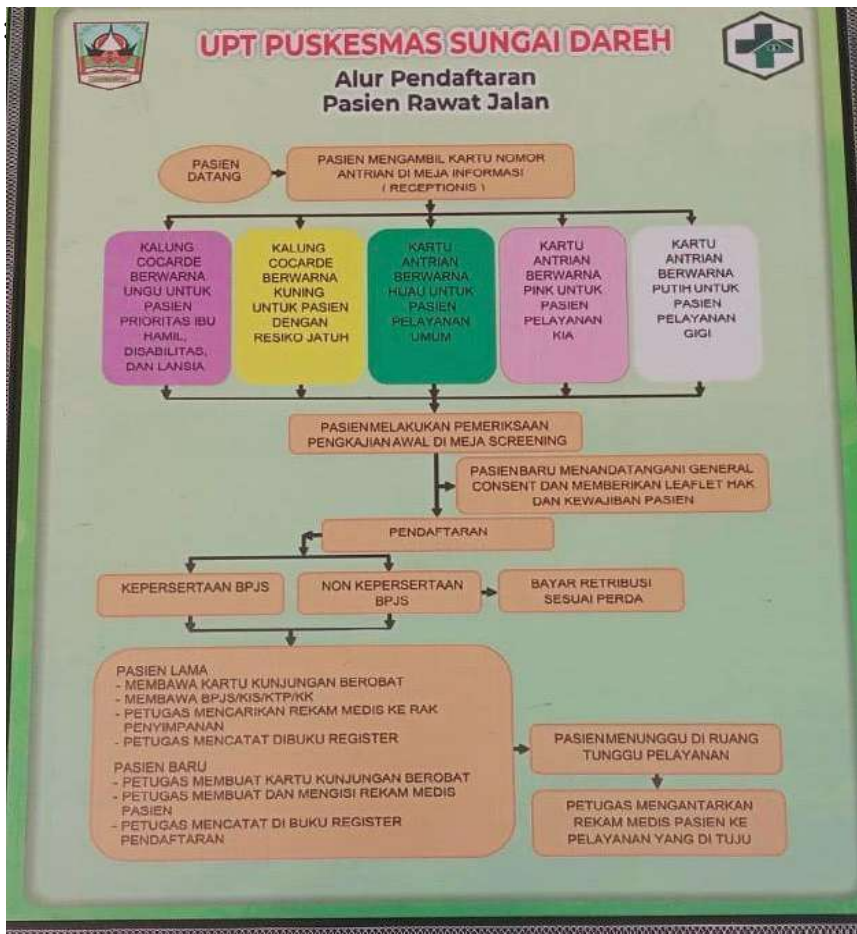 UPT PUSKESMAS SUNGAI DAREH
Alur Pendaftaran
Pasien Rawat Jalan
PASIEN
DATANG
PASIEN MENGAMBIL KARTU NOMOR
ANTRIAN DI MEJA INFORMASI
( RECEPTIONIS )
KALUNG
COCARDE
BERWARNA
UNGU UNTUK
PASIEN
PRIORITAS IBU
HAMIL,
DISABILITAS,
DAN LANSIA
KALUNG
COCARDE
BERWARNA
KUNING
UNTUK PASIEN
DENGAN
RESIKO JATUH
KARTU
ANTRIAN
BERWARNA
HIJAU UNTUK
PASIEN
PELAYANAN
UMUM
KARTU
ANTRIAN
BERWARNA
PINK UNTUK
PASIEN
PELAYANAN
KIA
KARTU
ANTRIAN
BERWARNA
PUTIH UNTUK
PASIEN
PELAYANAN
GIGI
PASIEN MELAKUKAN PEMERIKSAAN
PENGKAJIAN AWAL DI MEJA SCREENING
PASIEN BARU MENANDATANGANI GENERAL
CONSENT DAN MEMBERIKAN LEAFLET HAK
DAN KEWAJIBAN PASIEN
PENDAFTARAN
KEPERSERTAAN BPJS
NON KEPERSERTAAN
BPJS
BAYAR RETRIBUSI
SESUAI PERDA
PASIEN LAMA
- MEMBAWA KARTU KUNJUNGAN BEROBAT
- MEMBAWA BPJS/KIS/KTP/KK
- PETUGAS MENCARIKAN REKAM MEDIS KE RAK
PENYIMPANAN
- PETUGAS MENCATAT DIBUKU REGISTER
PASIEN BARU
- PETUGAS MEMBUAT KARTU KUNJUNGAN BEROBAT
- PETUGAS MEMBUAT DAN MENGISI REKAM MEDIS
PASIEN
- PETUGAS MENCATAT DI BUKU REGISTER
PENDAFTARAN
PASIEN MENUNGGU DI RUANG
TUNGGU PELAYANAN
PETUGAS MENGANTARKAN
REKAM MEDIS PASIEN KE
PELAYANAN YANG DI TUJU